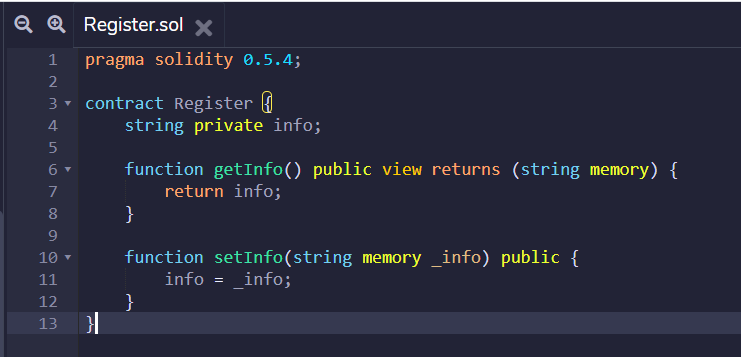 Register.sol
1 pragma solidity 0.5.4;
2
3 contract Register {
4     string private info;
5
6     function getInfo() public view returns (string memory) {
7         return info;
8     }
9
10     function setInfo(string memory _info) public {
11         info = _info;
12     }
13 }